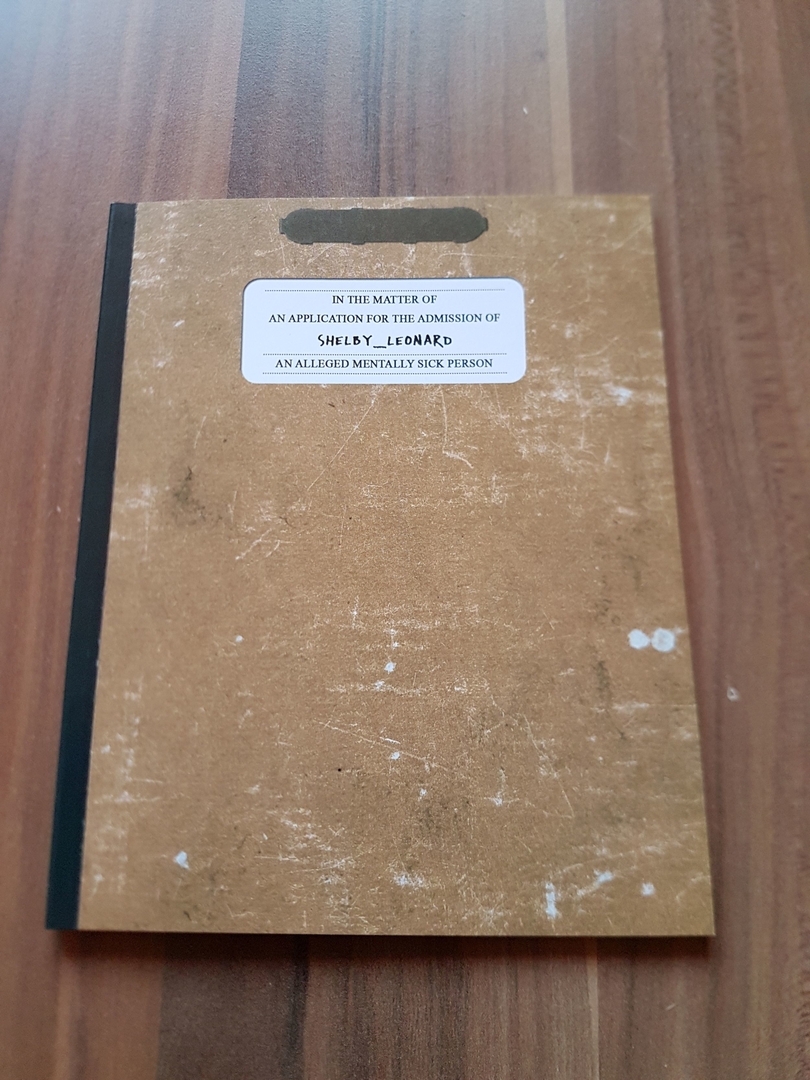 IN THE MATTER OF
AN APPLICATION FOR THE ADMISSION OF
SHELBY_LEONARD
AN ALLEGED MENTALLY SICK PERSON